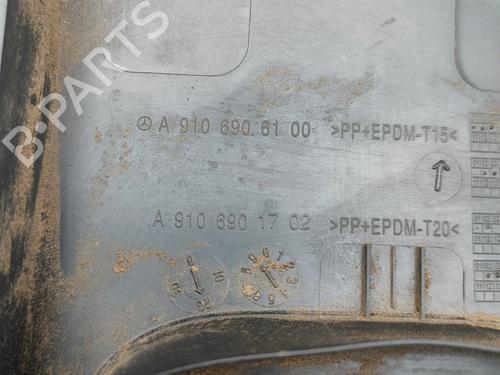 B-PARTS
A 910 690 61 00 >PP+EPDM-T15<
A 910 690 17 02 >PP+EPDM-T20<